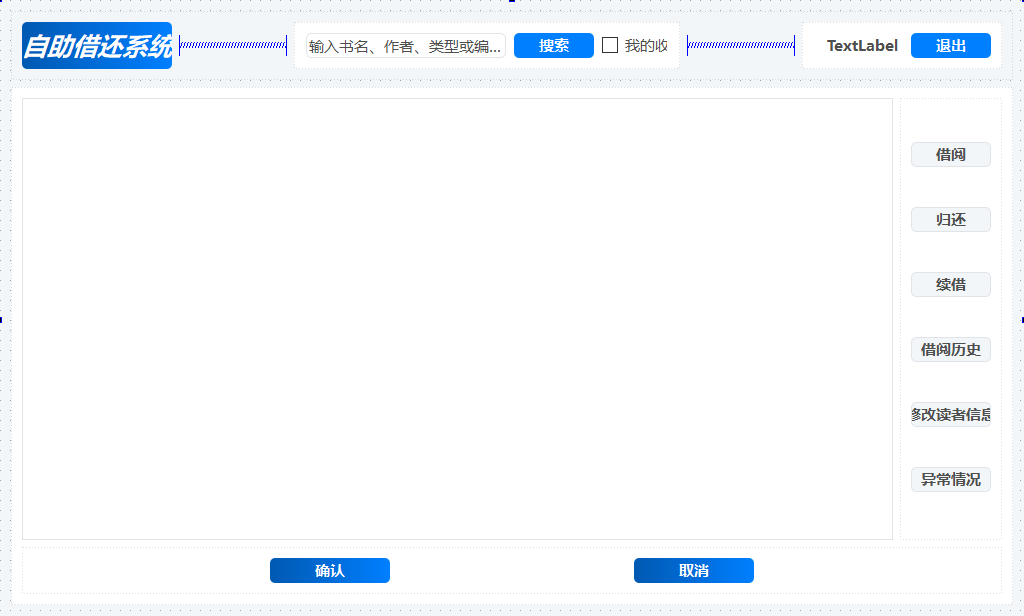 自助借还系统
输入书名、作者、类型或编...
搜索
我的收
TextLabel
退出
借阅
归还
续借
借阅历史
修改读者信息
异常情况
确认
取消